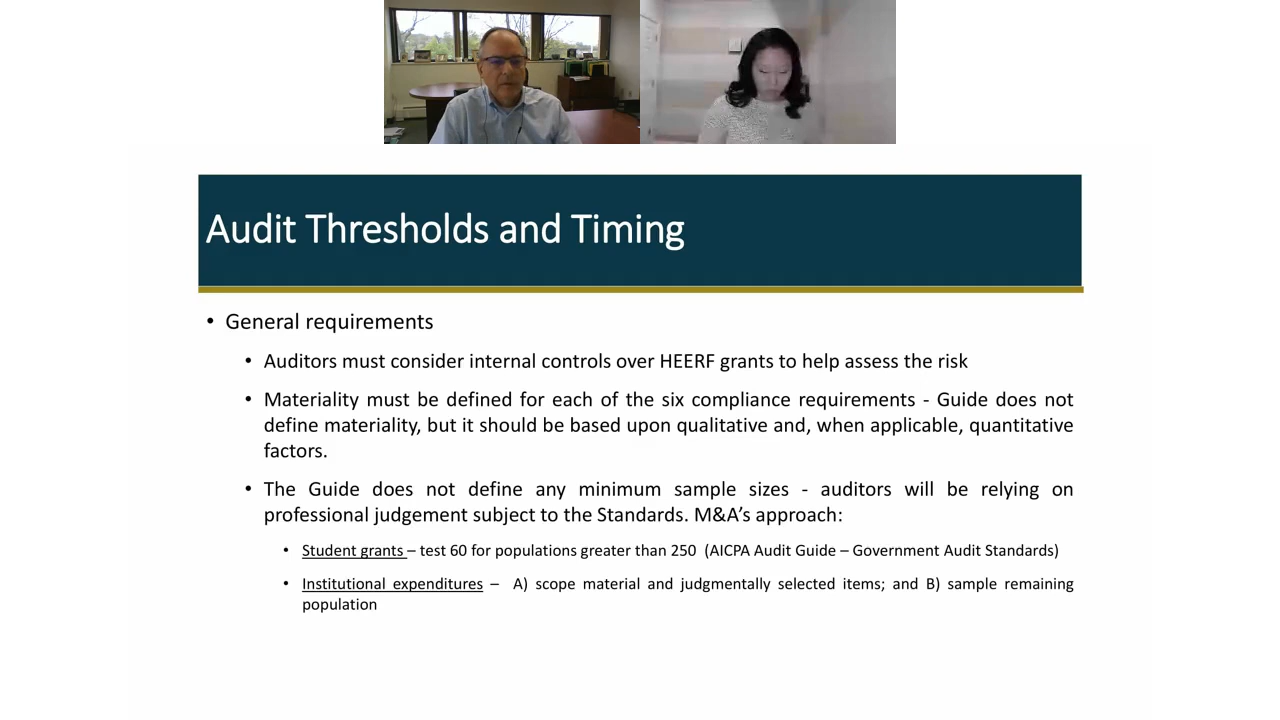 Audit Thresholds and Timing
• General requirements
• Auditors must consider internal controls over HEERF grants to help assess the risk
• Materiality must be defined for each of the six compliance requirements - Guide does not
define materiality, but it should be based upon qualitative and, when applicable, quantitative
factors.
• The Guide does not define any minimum sample sizes - auditors will be relying on
professional judgement subject to the Standards. M&A’s approach:
• Student grants – test 60 for populations greater than 250 (AICPA Audit Guide – Government Audit Standards)
• Institutional expenditures – A) scope material and judgmentally selected items; and B) sample remaining
population